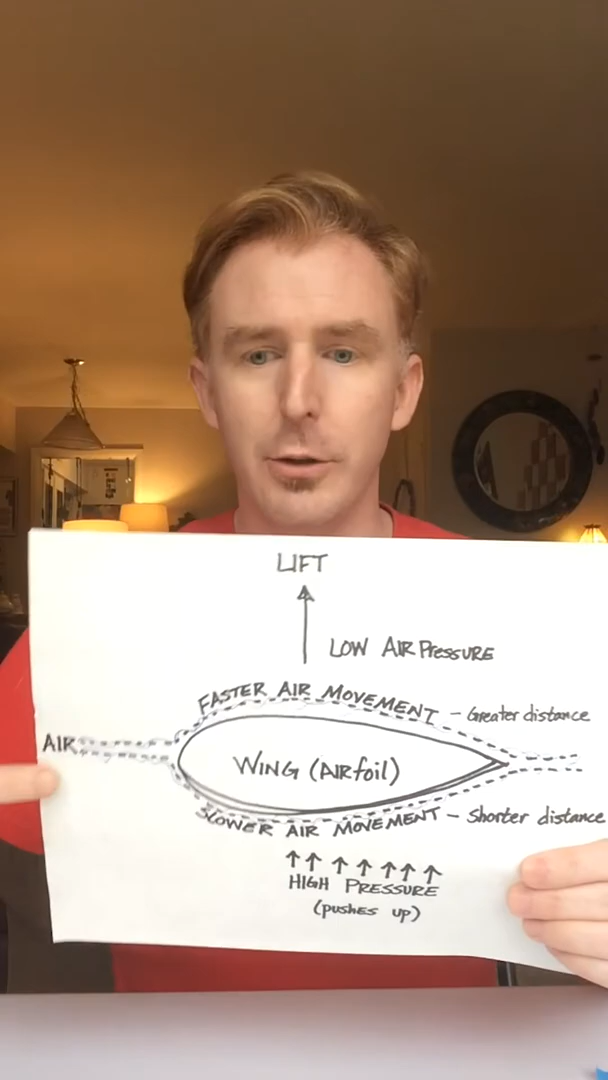 LIFT
LOW AIR PRESSURE
FASTER AIR MOVEMENT - Greater distance
AIR
WING (AIRfoil)
SLOWER AIR MOVEMENT - Shorter distance
HIGH PRESSURE
(pushes up)